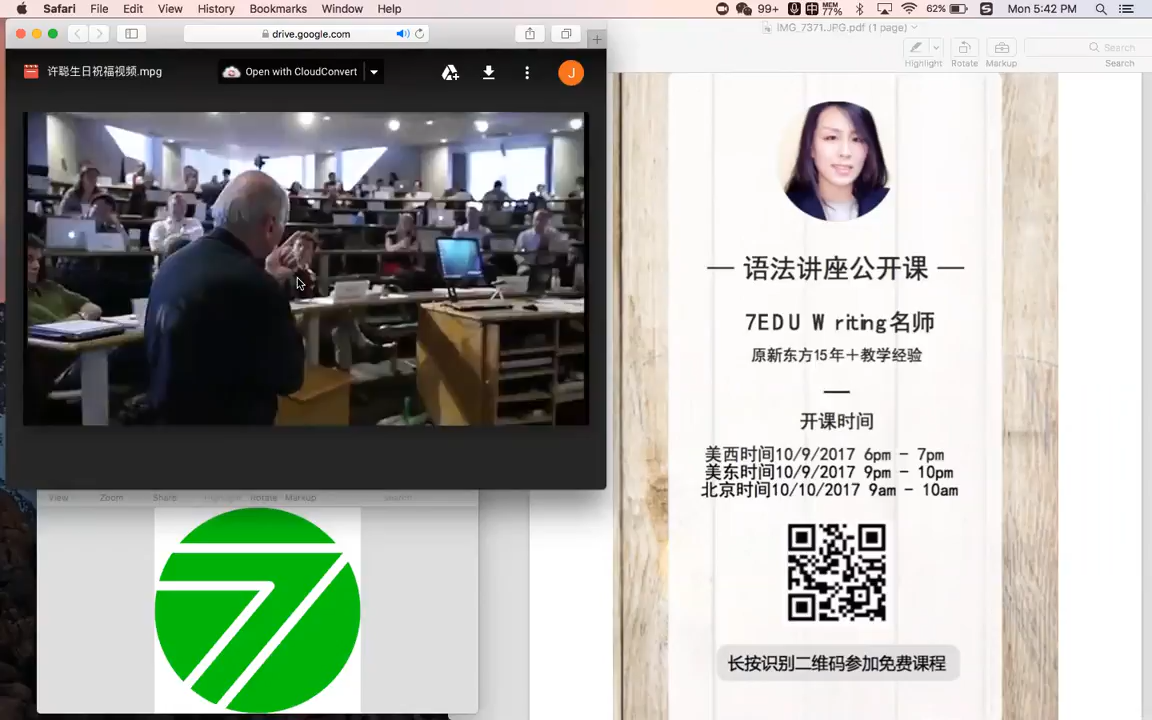 Safari File Edit View History Bookmarks Window Help
99+ 中 MEM 77% 62% S Mon 5:42 PM
drive.google.com
许聪生日祝福视频.mpg
Open with CloudConvert
J
IMG_7371.JPG.pdf (1 page)
Search
Highlight Rotate Markup Search
语法讲座公开课
7EDU Writing名师
原新东方15年+教学经验
开课时间
美西时间10/9/2017 6pm - 7pm
美东时间10/9/2017 9pm - 10pm
北京时间10/10/2017 9am - 10am
长按识别二维码参加免费课程
View Zoom Share Highlight Rotate Markup Search
7